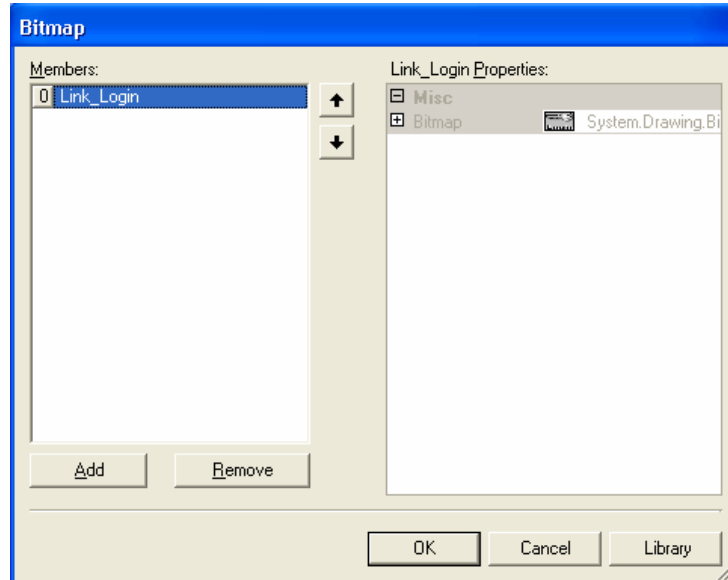 Bitmap
Members:
Link_Login Properties:
0 Link_Login
Misc
Bitmap System.Drawing.Bi
Add
Remove
OK
Cancel
Library